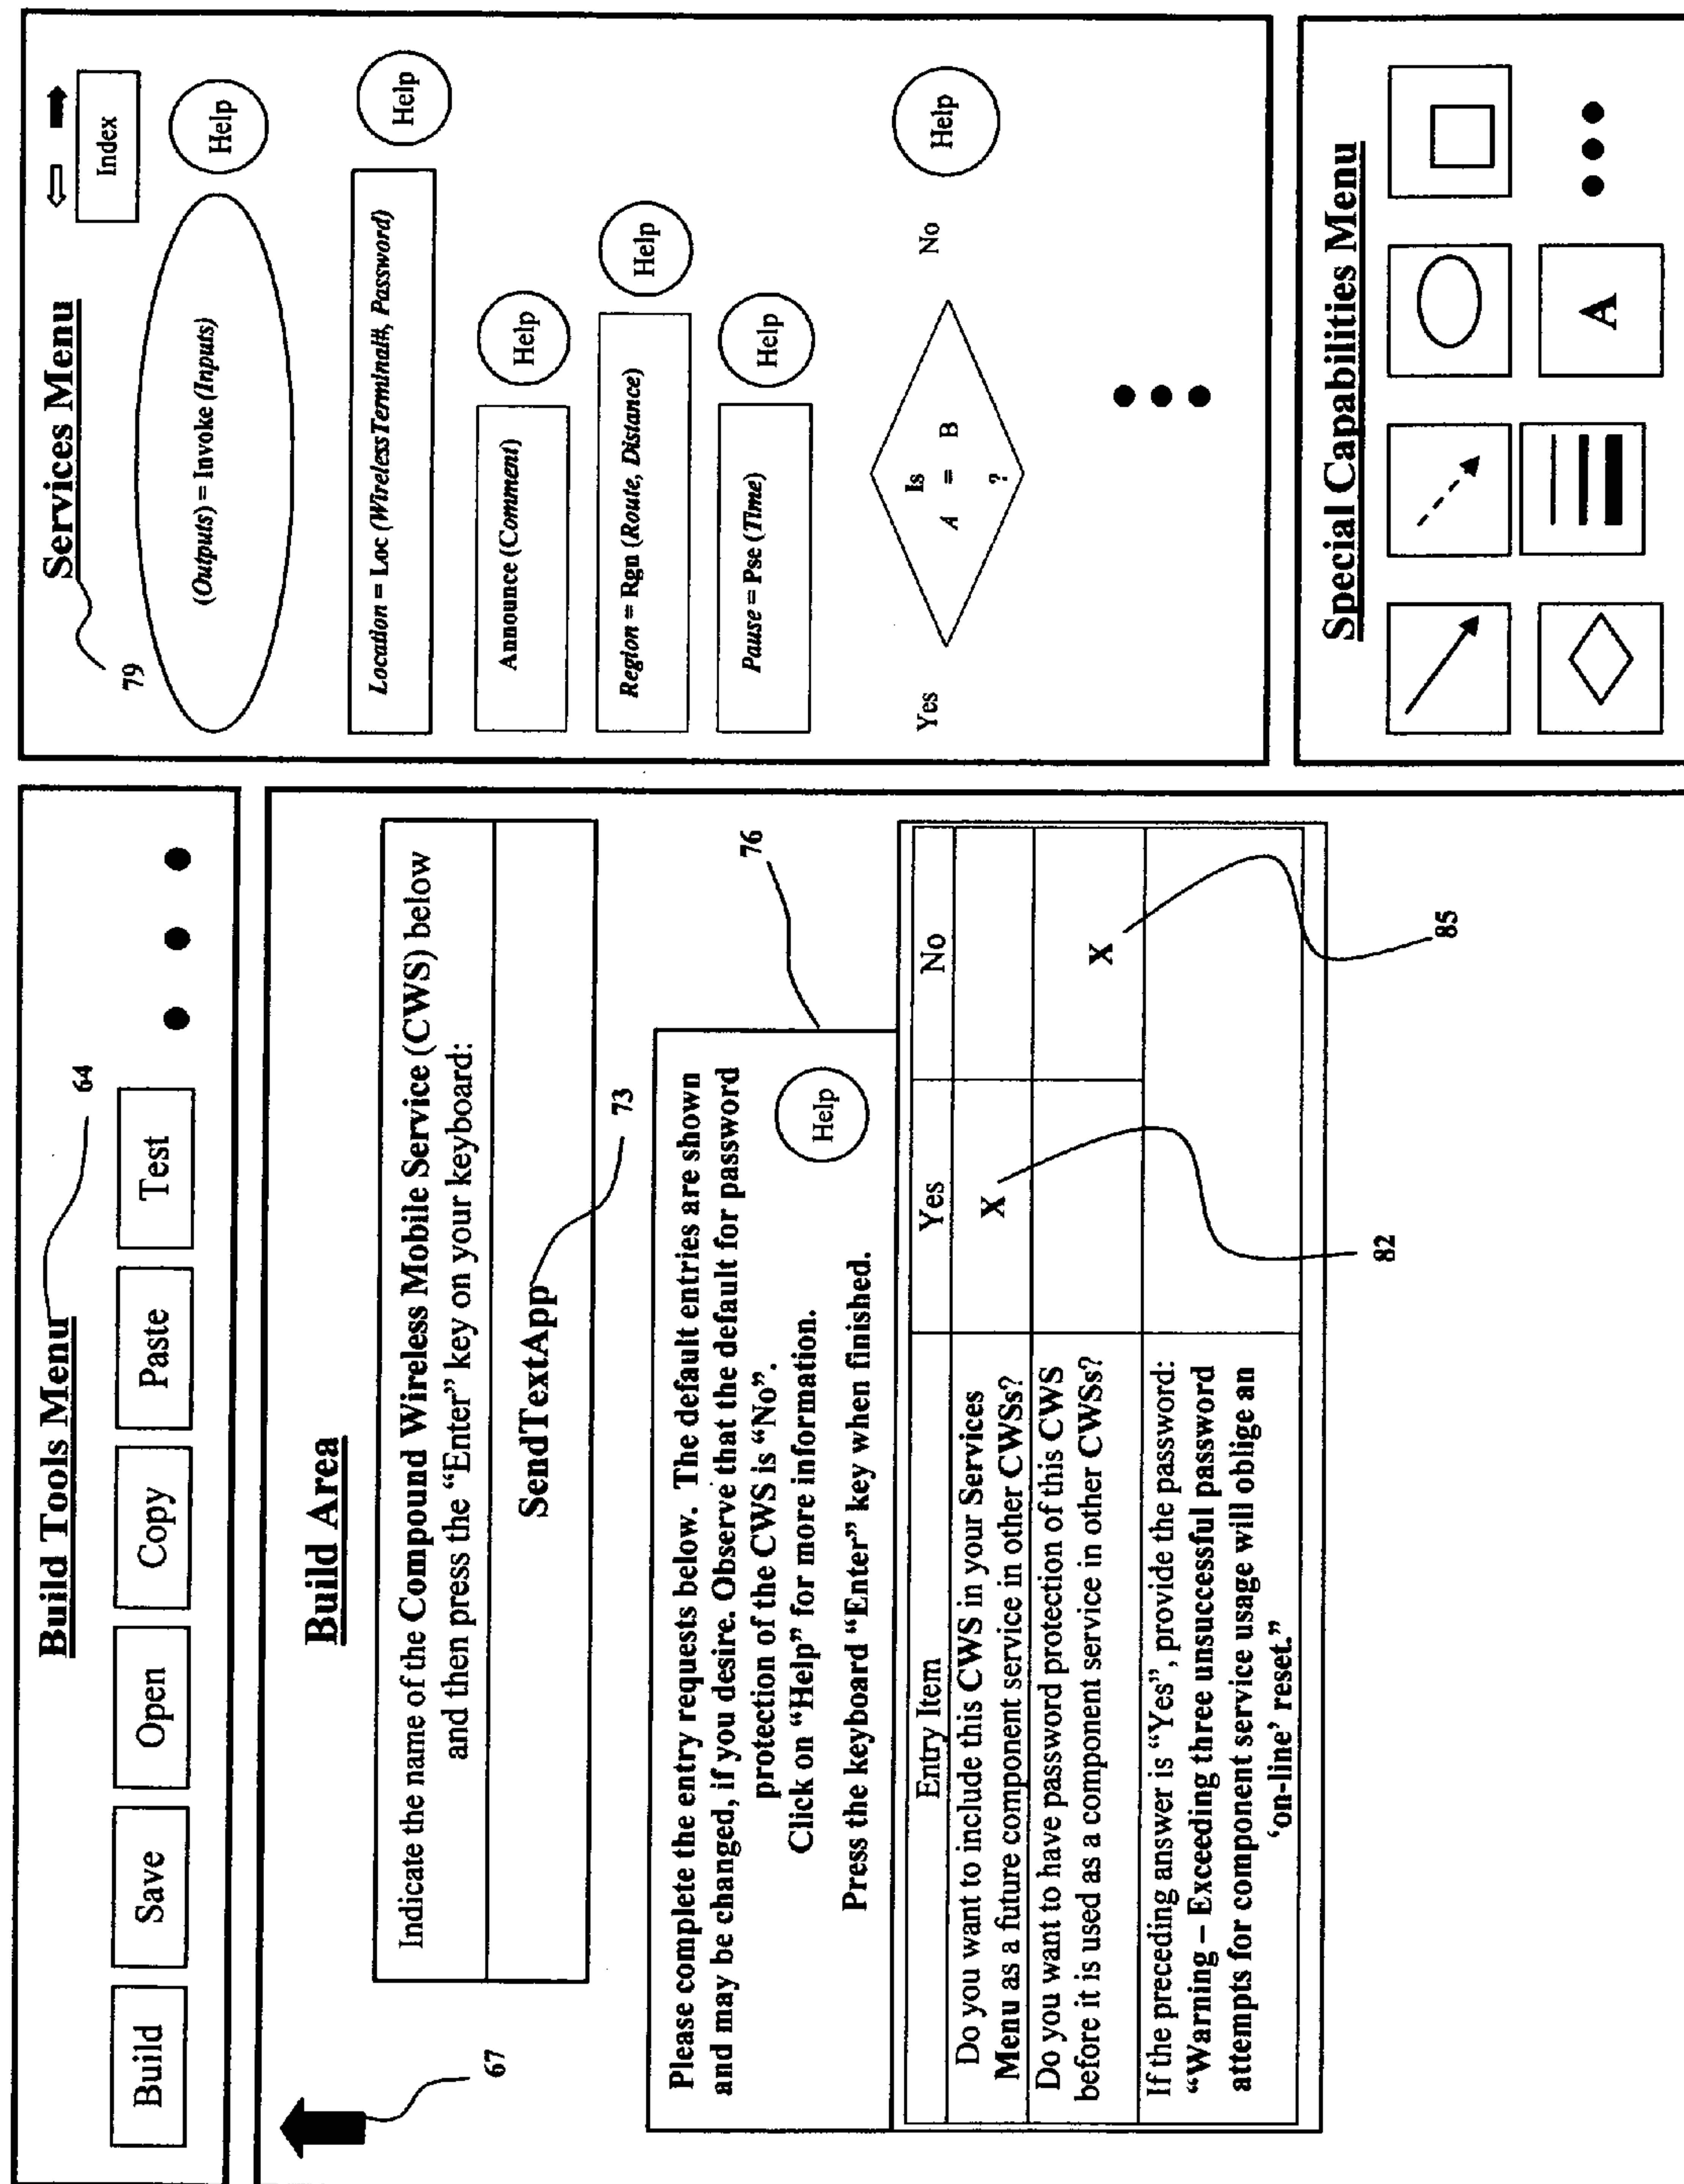 Build Tools Menu
64
Build
Save
Open
Copy
Paste
Test
67
Build Area
Indicate the name of the Compound Wireless Mobile Service (CWS) below
and then press the “Enter” key on your keyboard:
SendTextApp
73
76
Please complete the entry requests below. The default entries are shown
and may be changed, if you desire. Observe that the default for password
protection of the CWS is “No”.
Click on “Help” for more information.
Press the keyboard “Enter” key when finished.
Help
Entry Item
Yes
No
Do you want to include this CWS in your Services
Menu as a future component service in other CWSs?
X
Do you want to have password protection of this CWS
before it is used as a component service in other CWSs?
X
If the preceding answer is “Yes”, provide the password:
“Warning – Exceeding three unsuccessful password
attempts for component service usage will oblige an
‘on-line’ reset.”
82
85
Services Menu
79
Index
(Outputs) = Invoke (Inputs)
Help
Location = Loc (WirelessTerminal#, Password)
Help
Announce (Comment)
Help
Region = Rgn (Route, Distance)
Help
Pause = Pse (Time)
Help
Yes
Is
A = B
?
No
Help
Special Capabilities Menu
A